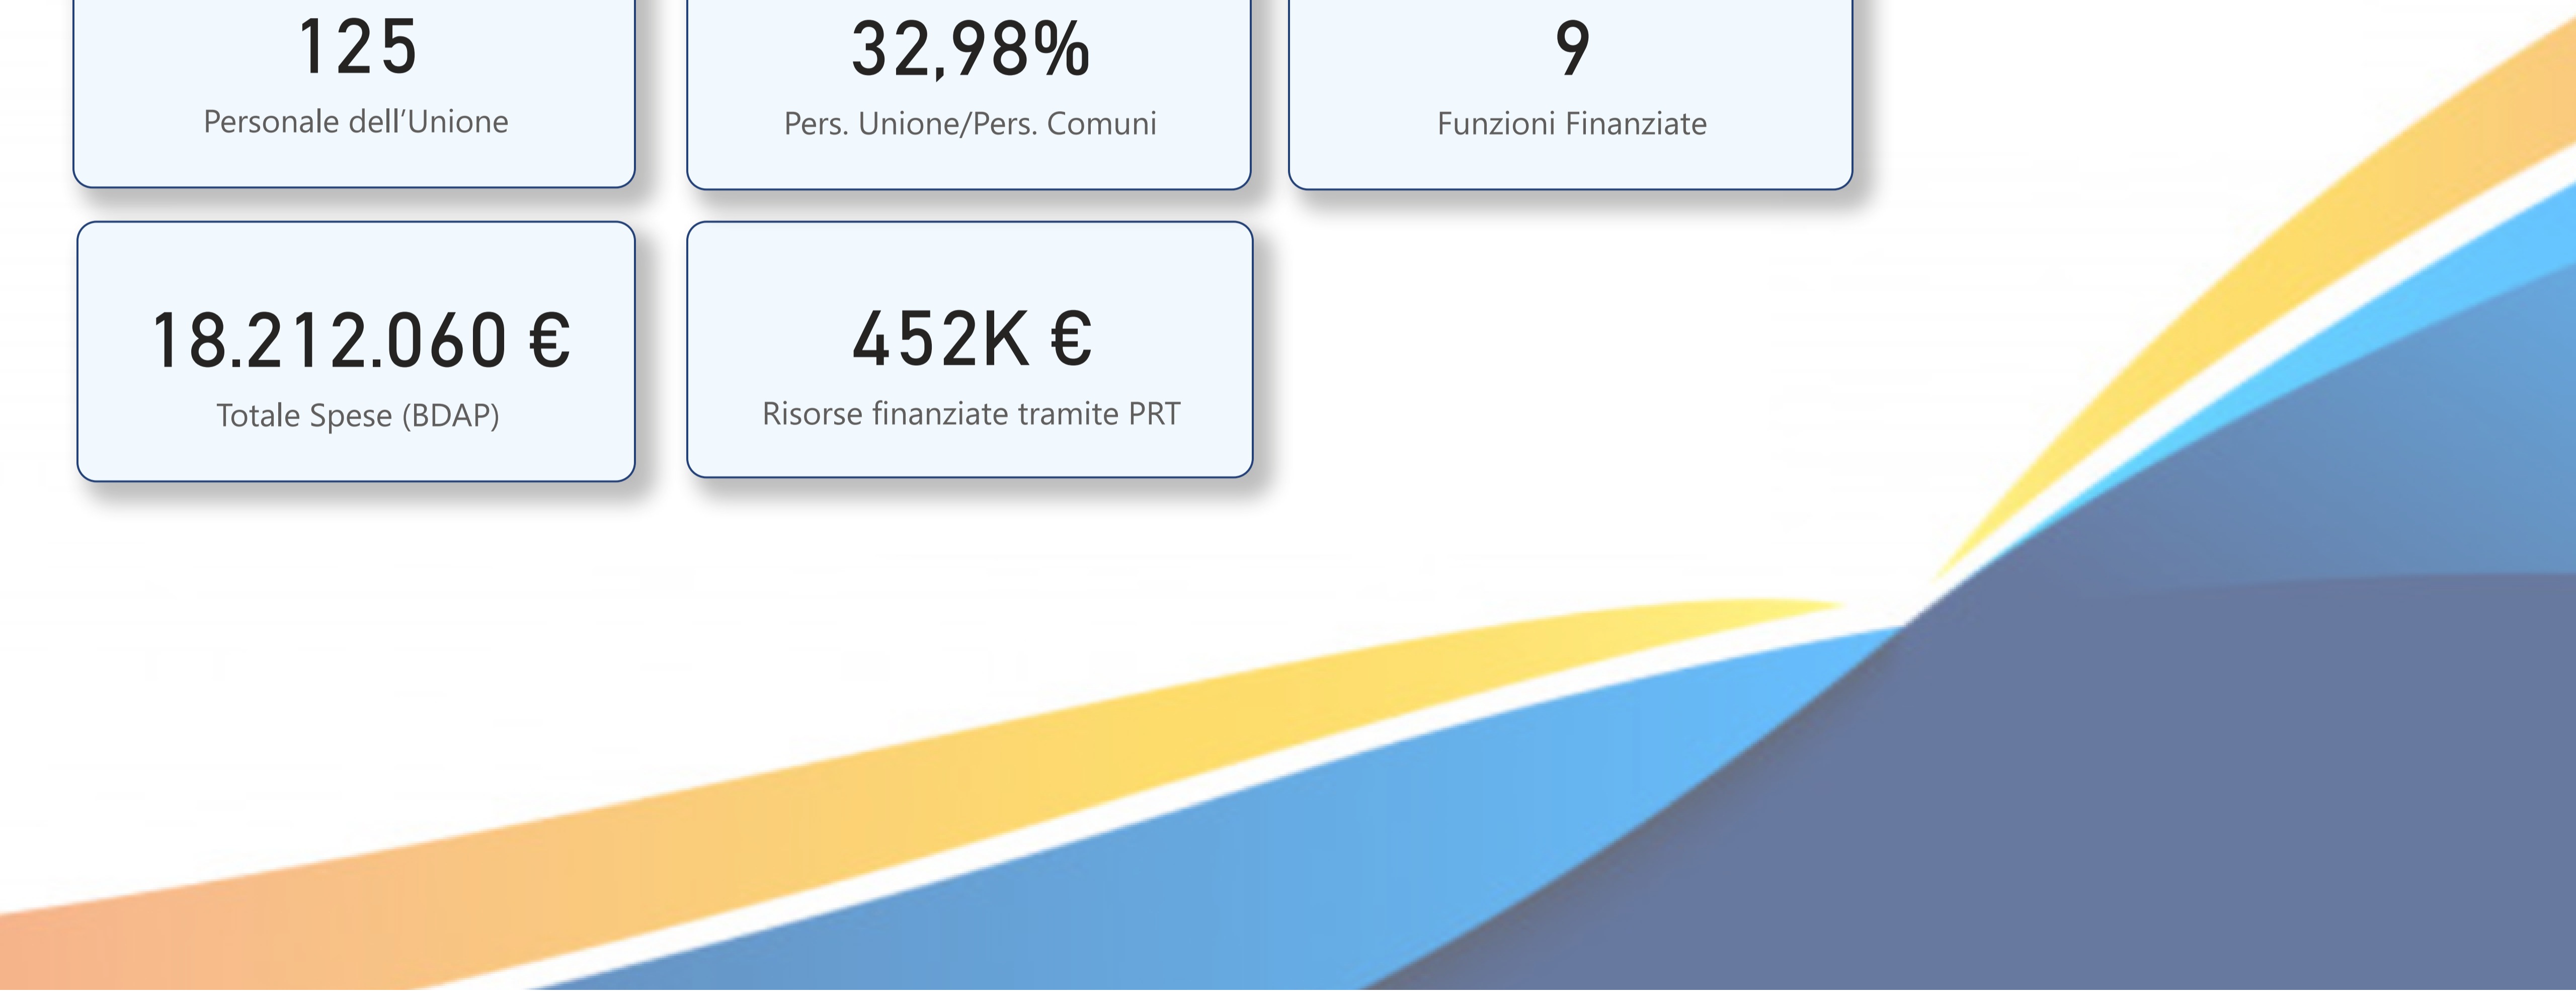 125
Personale dell'Unione
32,98%
Pers. Unione/Pers. Comuni
9
Funzioni Finanziate
18.212.060 €
Totale Spese (BDAP)
452K €
Risorse finanziate tramite PRT